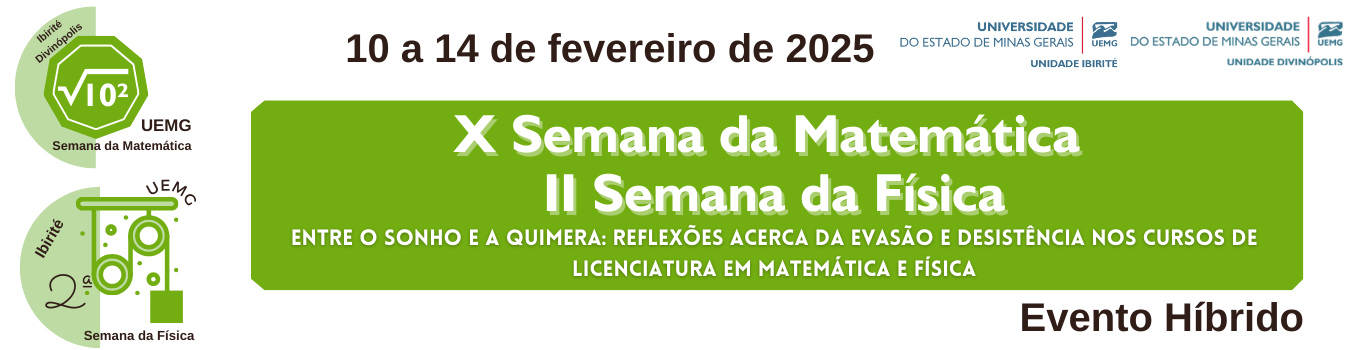 Ibirité
Divinópolis
√10²
UEMG
Semana da Matemática
10 a 14 de fevereiro de 2025
UNIVERSIDADE
DO ESTADO DE MINAS GERAIS
UEMG
UNIDADE IBIRITÉ
UNIVERSIDADE
DO ESTADO DE MINAS GERAIS
UEMG
UNIDADE DIVINÓPOLIS
X Semana da Matemática
II Semana da Física
ENTRE O SONHO E A QUIMERA: REFLEXÕES ACERCA DA EVASÃO E DESISTÊNCIA NOS CURSOS DE
LICENCIATURA EM MATEMÁTICA E FÍSICA
UEMG
Ibirité
2ª
Semana da Física
Evento Híbrido